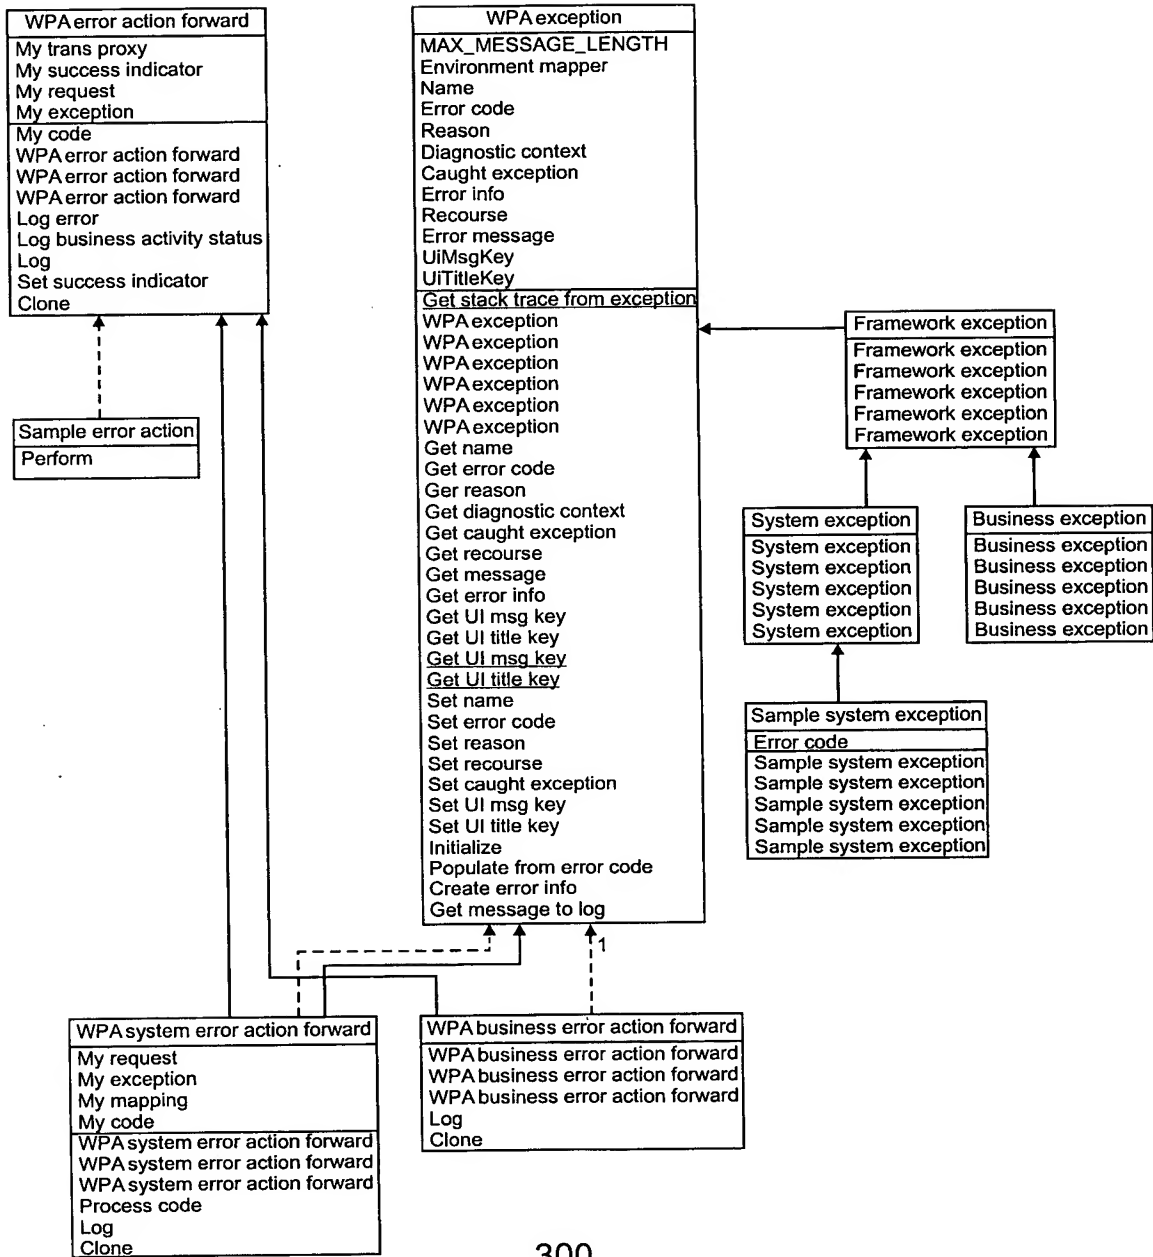 WPA error action forward
My trans proxy
My success indicator
My request
My exception
My code
WPA error action forward
WPA error action forward
WPA error action forward
Log error
Log business activity status
Log
Set success indicator
Clone
Sample error action
Perform
WPA exception
MAX_MESSAGE_LENGTH
Environment mapper
Name
Error code
Reason
Diagnostic context
Caught exception
Error info
Recourse
Error message
UiMsgKey
UiTitleKey
Get stack trace from exception
WPA exception
WPA exception
WPA exception
WPA exception
WPA exception
WPA exception
Get name
Get error code
Ger reason
Get diagnostic context
Get caught exception
Get recourse
Get message
Get error info
Get UI msg key
Get UI title key
Get UI msg key
Get UI title key
Set name
Set error code
Set reason
Set recourse
Set caught exception
Set UI msg key
Set UI title key
Initialize
Populate from error code
Create error info
Get message to log
1
Framework exception
Framework exception
Framework exception
Framework exception
Framework exception
Framework exception
System exception
System exception
System exception
System exception
System exception
System exception
Business exception
Business exception
Business exception
Business exception
Business exception
Business exception
Sample system exception
Error code
Sample system exception
Sample system exception
Sample system exception
Sample system exception
Sample system exception
WPA system error action forward
My request
My exception
My mapping
My code
WPA system error action forward
WPA system error action forward
WPA system error action forward
Process code
Log
Clone
WPA business error action forward
WPA business error action forward
WPA business error action forward
WPA business error action forward
Log
Clone
300